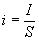 i = I/S